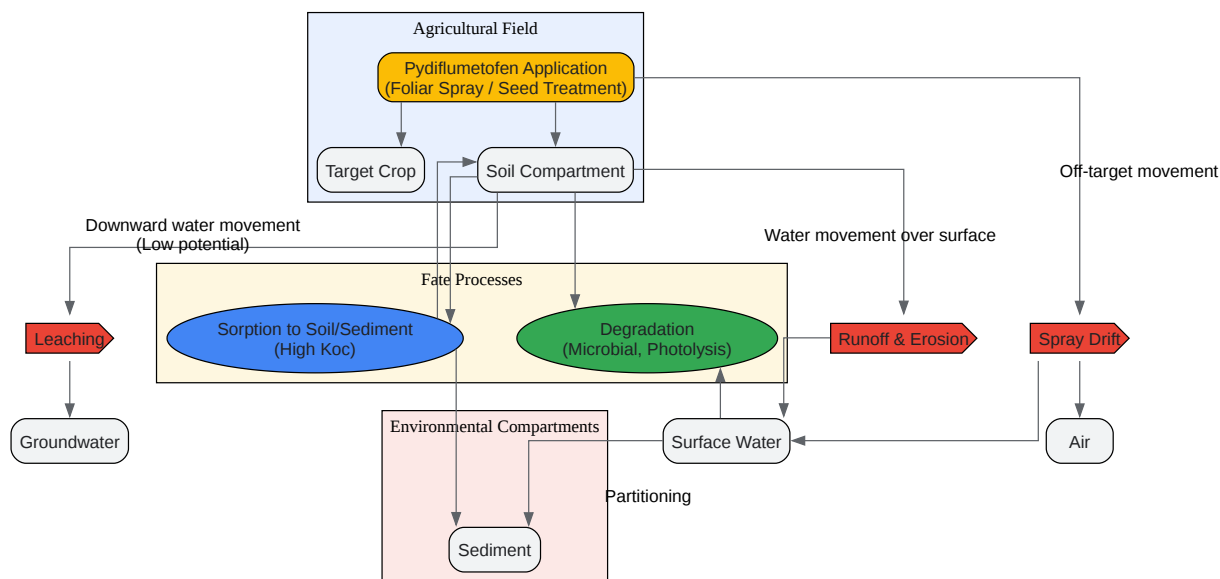 Agricultural Field
Pydiflumetofen Application
(Foliar Spray / Seed Treatment)
Target Crop
Soil Compartment
Off-target movement
Downward water movement
(Low potential)
Water movement over surface
Fate Processes
Sorption to Soil/Sediment
(High Koc)
Degradation
(Microbial, Photolysis)
Leaching
Runoff & Erosion
Spray Drift
Environmental Compartments
Groundwater
Surface Water
Air
Partitioning
Sediment